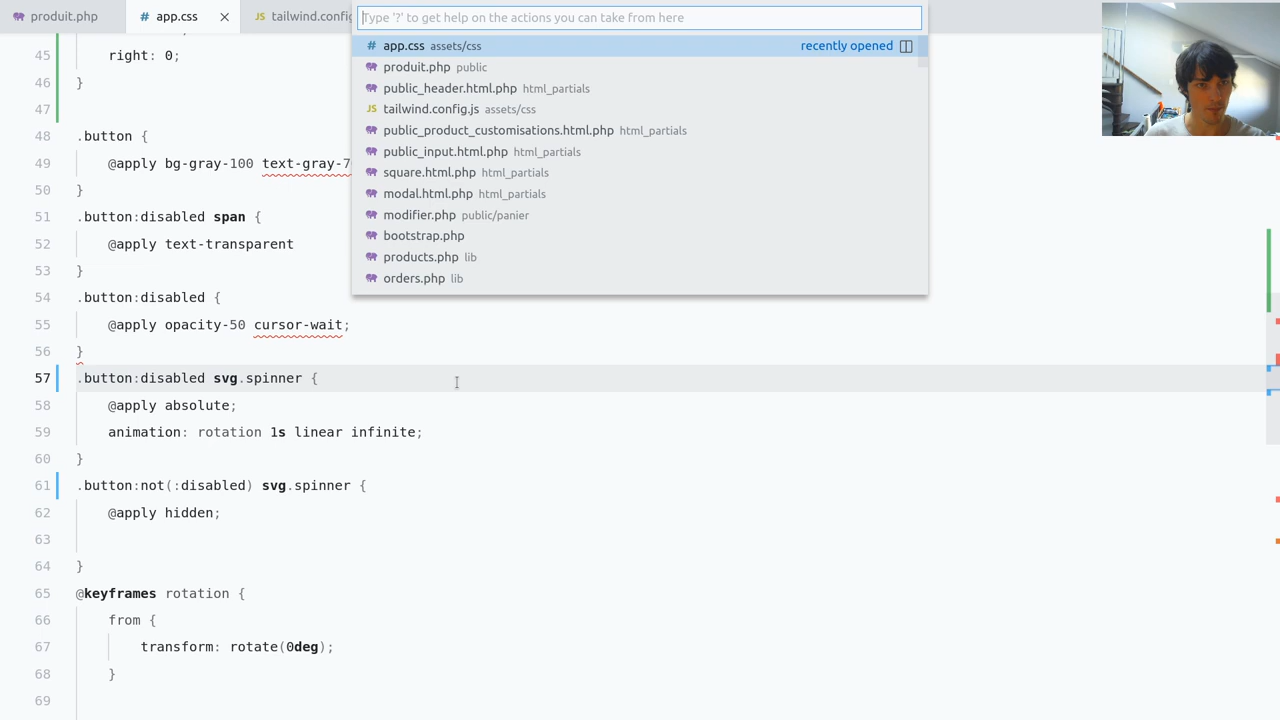 produit.php
# app.css
JS tailwind.config
Type '?' to get help on the actions you can take from here
# app.css assets/css recently opened
produit.php public
public_header.html.php html_partials
JS tailwind.config.js assets/css
public_product_customisations.html.php html_partials
public_input.html.php html_partials
square.html.php html_partials
modal.html.php html_partials
modifier.php public/panier
bootstrap.php
products.php lib
orders.php lib
45 right: 0;
46 }
47
48 .button {
49 @apply bg-gray-100 text-gray-7
50 }
51 .button:disabled span {
52 @apply text-transparent
53 }
54 .button:disabled {
55 @apply opacity-50 cursor-wait;
56 }
57 .button:disabled svg.spinner {
58 @apply absolute;
59 animation: rotation 1s linear infinite;
60 }
61 .button:not(:disabled) svg.spinner {
62 @apply hidden;
63
64 }
65 @keyframes rotation {
66 from {
67 transform: rotate(0deg);
68 }
69